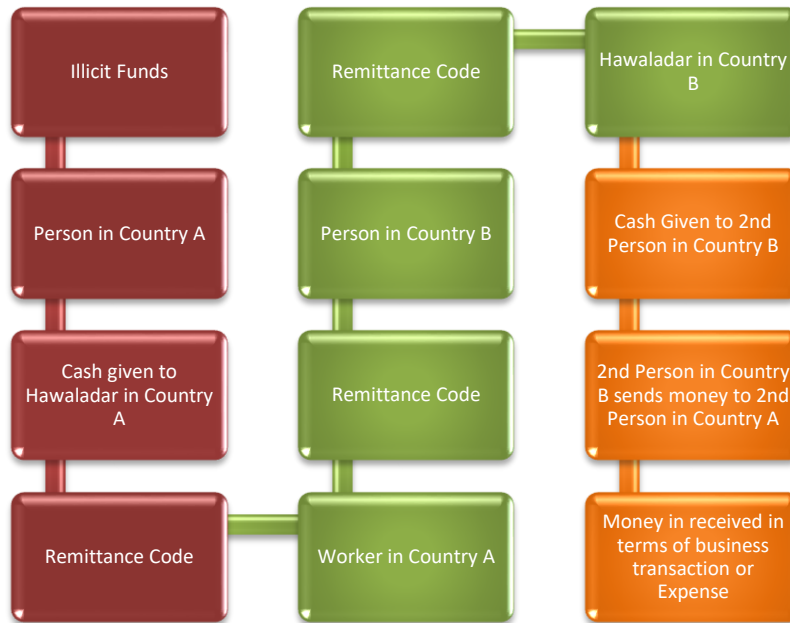 Illicit Funds
Person in Country A
Cash given to
Hawaladar in Country
A
Remittance Code
Worker in Country A
Remittance Code
Person in Country B
Remittance Code
Hawaladar in Country
B
Cash Given to 2nd
Person in Country B
2nd Person in Country
B sends money to 2nd
Person in Country A
Money in received in
terms of business
transaction or
Expense